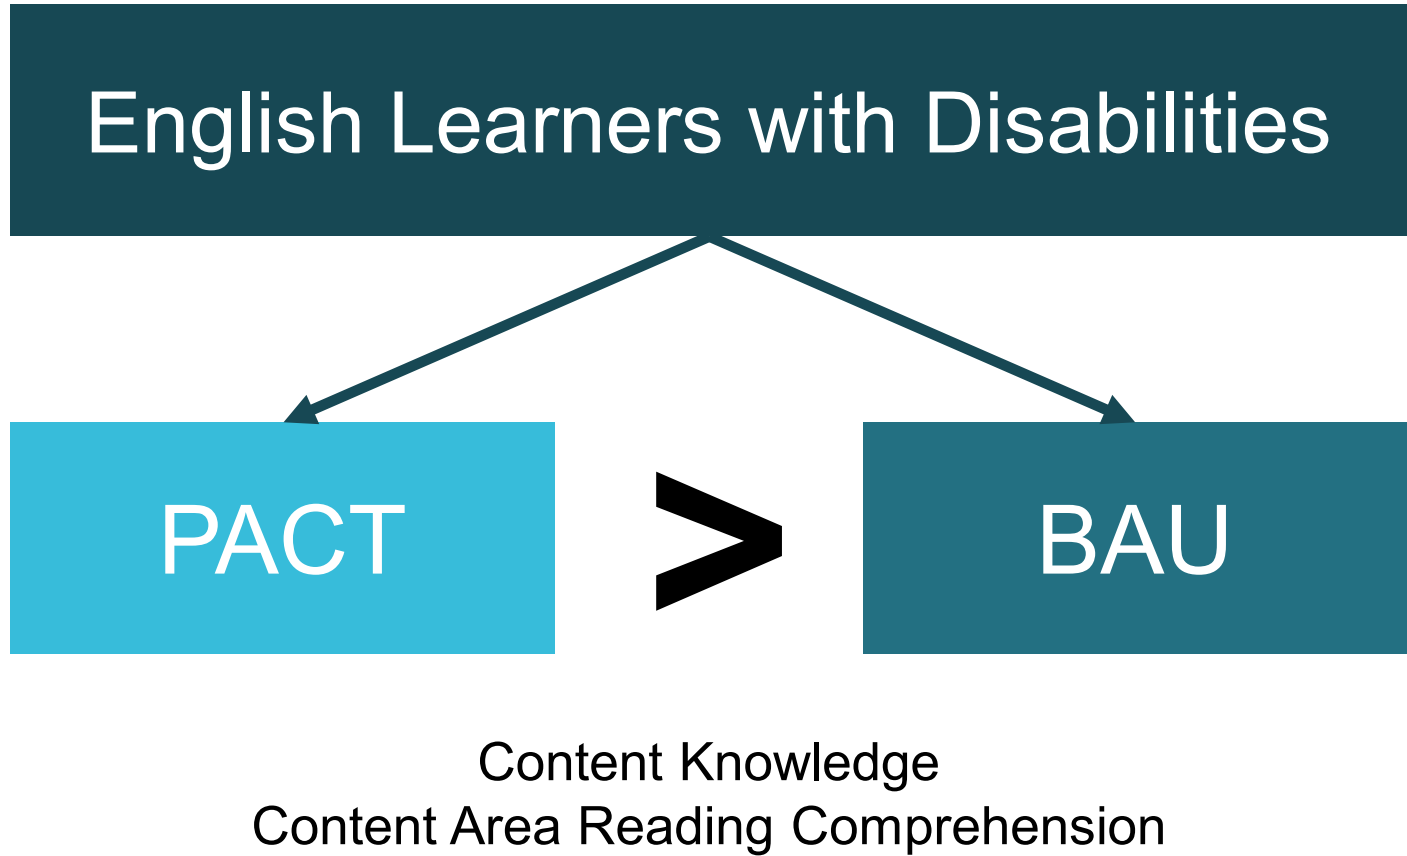 English Learners with Disabilities
PACT > BAU
Content Knowledge
Content Area Reading Comprehension